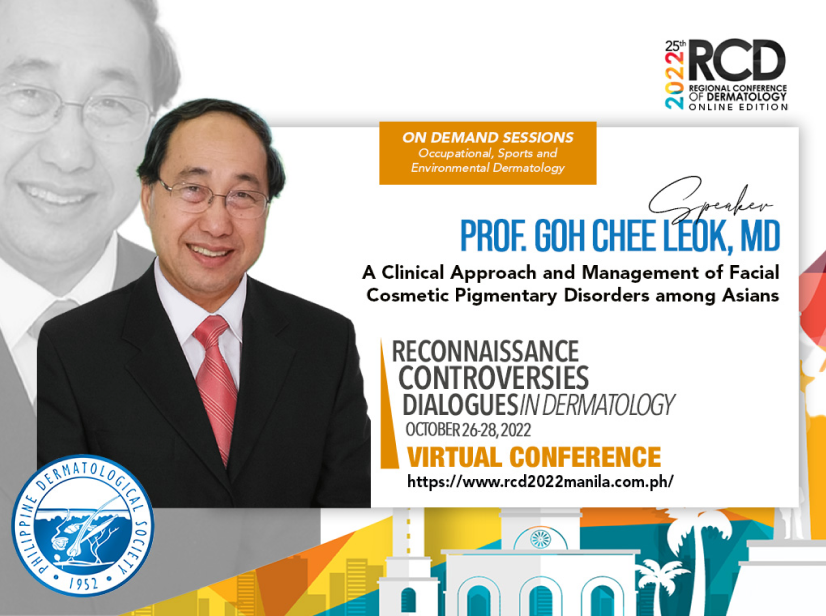 25th
2022
RCD
REGIONAL CONFERENCE
OF DERMATOLOGY
ONLINE EDITION
ON DEMAND SESSIONS
Occupational, Sports and
Environmental Dermatology
Speaker
PROF. GOH CHEE LEOK, MD
A Clinical Approach and Management of Facial
Cosmetic Pigmentary Disorders among Asians
RECONNAISSANCE
CONTROVERSIES
DIALOGUES IN DERMATOLOGY
OCTOBER 26-28, 2022
VIRTUAL CONFERENCE
https://www.rcd2022manila.com.ph/
PHILIPPINE DERMATOLOGICAL SOCIETY
• 1952 •